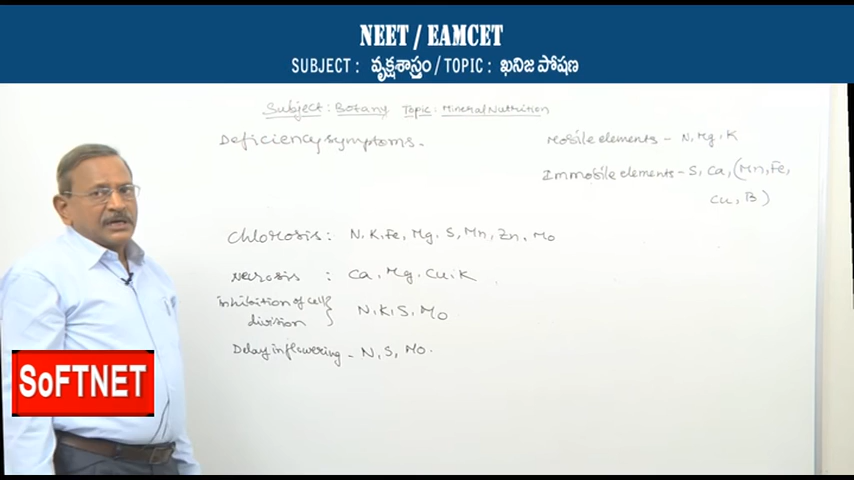 NEET / EAMCET
SUBJECT : వృక్షశాస్త్రం / TOPIC : ఖనిజ పోషణ
Subject : Botany Topic : Mineral Nutrition
Deficiency symptoms -
Mobile elements - N, Mg, K
Immobile elements - S, Ca, (Mn, Fe,
Cu, B)
Chlorosis : N, K, Fe, Mg, S, Mn, Zn, Mo
Necrosis : Ca, Mg, Cu, K
Inhibition of cell
division } N, K, S, Mo
Delay in flowering - N, S, Mo.
SoFTNET